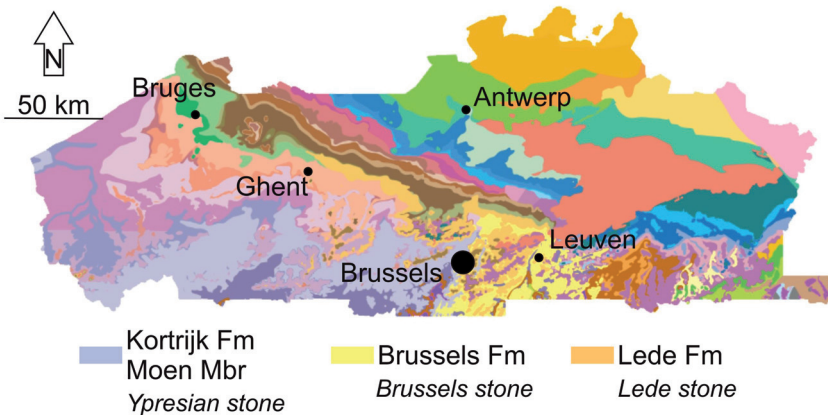 N
50 km
Bruges
Antwerp
Ghent
Leuven
Brussels
Kortrijk Fm
Moen Mbr
Ypresian stone
Brussels Fm
Brussels stone
Lede Fm
Lede stone